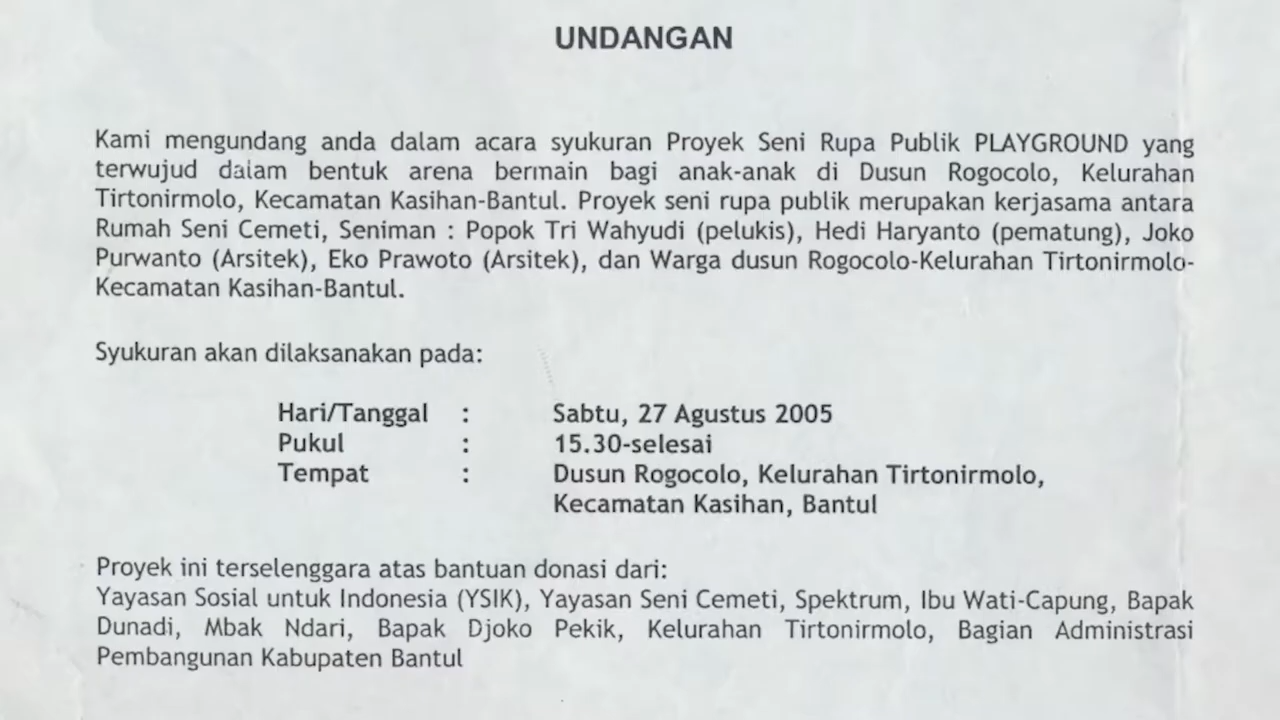 UNDANGAN
Kami mengundang anda dalam acara syukuran Proyek Seni Rupa Publik PLAYGROUND yang
terwujud dalam bentuk arena bermain bagi anak-anak di Dusun Rogocolo, Kelurahan
Tirtonirmolo, Kecamatan Kasihan-Bantul. Proyek seni rupa publik merupakan kerjasama antara
Rumah Seni Cemeti, Seniman : Popok Tri Wahyudi (pelukis), Hedi Haryanto (pematung), Joko
Purwanto (Arsitek), Eko Prawoto (Arsitek), dan Warga dusun Rogocolo-Kelurahan Tirtonirmolo-
Kecamatan Kasihan-Bantul.
Syukuran akan dilaksanakan pada:
Hari/Tanggal : Sabtu, 27 Agustus 2005
Pukul : 15.30-selesai
Tempat : Dusun Rogocolo, Kelurahan Tirtonirmolo,
Kecamatan Kasihan, Bantul
Proyek ini terselenggara atas bantuan donasi dari:
Yayasan Sosial untuk Indonesia (YSIK), Yayasan Seni Cemeti, Spektrum, Ibu Wati-Capung, Bapak
Dunadi, Mbak Ndari, Bapak Djoko Pekik, Kelurahan Tirtonirmolo, Bagian Administrasi
Pembangunan Kabupaten Bantul